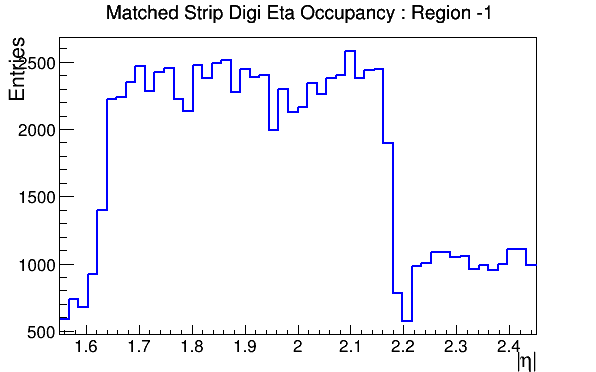 Matched Strip Digi Eta Occupancy : Region -1
Entries
2500
2000
1500
1000
500
1.6 1.7 1.8 1.9 2 2.1 2.2 2.3 2.4
|η|